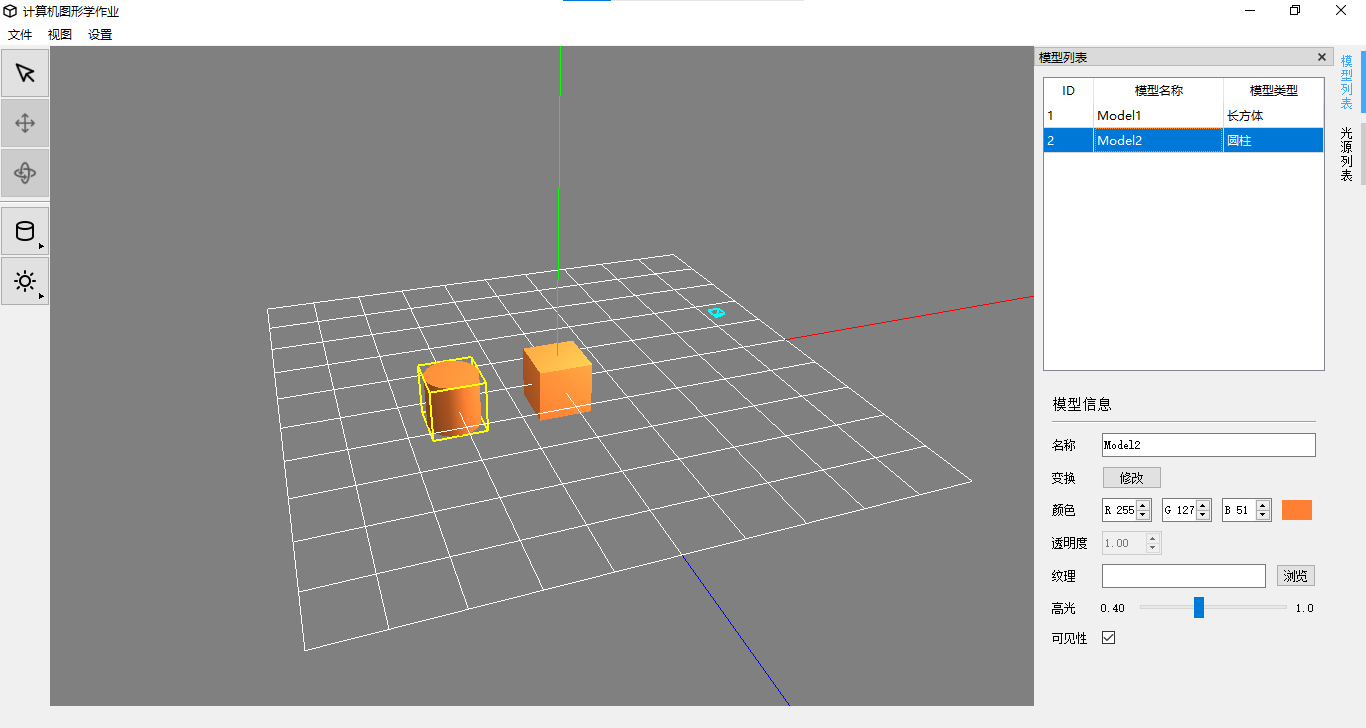 计算机图形学作业
文件 视图 设置
模型列表
ID 模型名称 模型类型
1 Model1 长方体
2 Model2 圆柱
模型列表
光源列表
模型信息
名称 Model2
变换 修改
颜色 R 255 G 127 B 51
透明度 1.00
纹理 浏览
高光 0.40 1.0
可见性